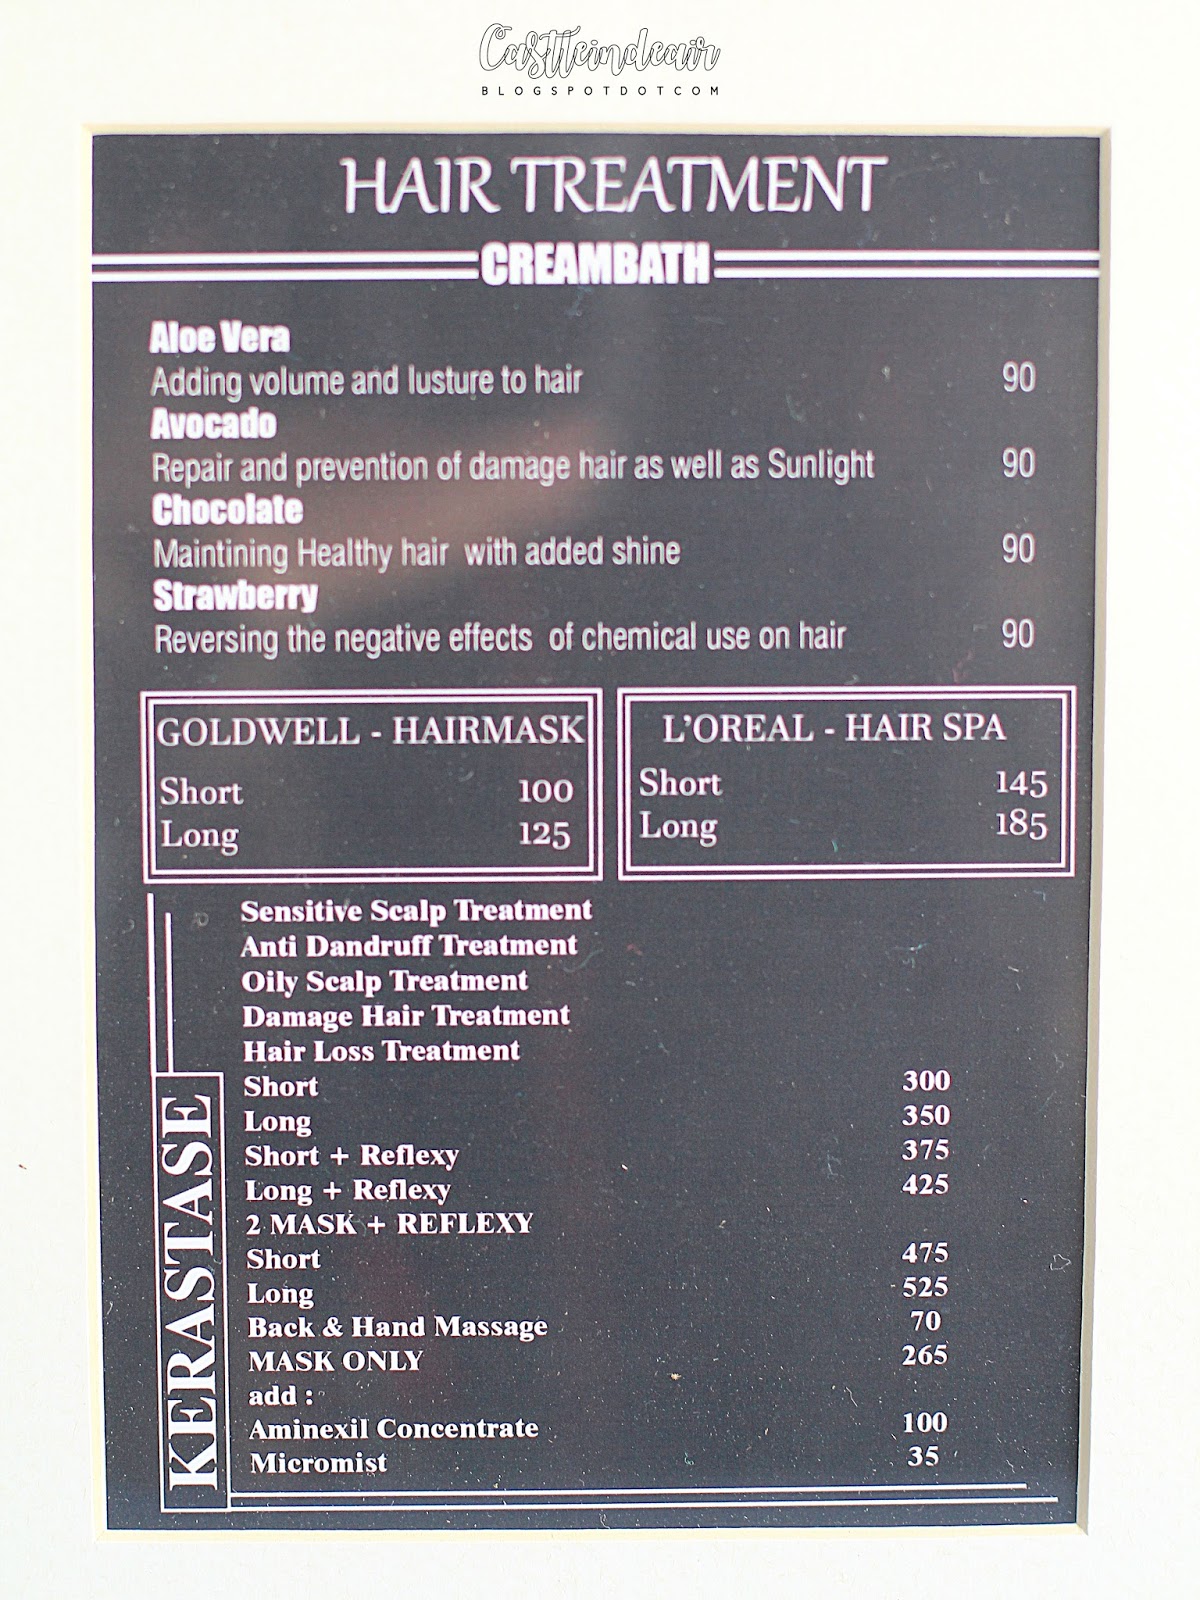 Castleindeair
BLOGSPOTDOTCOM
HAIR TREATMENT
CREAMBATH
Aloe Vera
Adding volume and lusture to hair 90
Avocado
Repair and prevention of damage hair as well as Sunlight 90
Chocolate
Maintining Healthy hair with added shine 90
Strawberry
Reversing the negative effects of chemical use on hair 90
GOLDWELL - HAIRMASK
Short 100
Long 125
L'OREAL - HAIR SPA
Short 145
Long 185
KERASTASE
Sensitive Scalp Treatment
Anti Dandruff Treatment
Oily Scalp Treatment
Damage Hair Treatment
Hair Loss Treatment
Short 300
Long 350
Short + Reflexy 375
Long + Reflexy 425
2 MASK + REFLEXY
Short 475
Long 525
Back & Hand Massage 70
MASK ONLY 265
add :
Aminexil Concentrate 100
Micromist 35